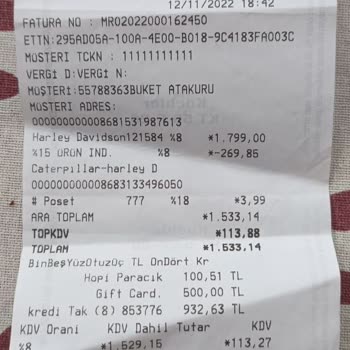 12/11/2022 18:42
FATURA NO : MR02022000162450
ETTN:295AD05A-100A-4E00-B018-9C4183FA003C
MÜSTERİ TCKN : 11111111111
VERGİ D:VERGİ N:
MÜŞTERİ:55788363BUKET ATAKURU
MÜŞTERİ ADRES:
0000000000008681531987613
Harley Davidson121584 %8 *1.799,00
%15 ÜRÜN IND. %8 *-269,85
Caterpıllar-harley D
0000000000008683133496050
# Poset 777 %18 *3,99
ARA TOPLAM *1.533,14
TOPKDV *113,88
TOPLAM *1.533,14
BinBeşYüzOtuzÜç TL OnDört Kr
Hopi Paracık 100,51 TL
Gift Card. 500,00 TL
kredi Tak (8) 853776 932,63 TL
KDV Oranı KDV Dahil Tutar KDV
%8 *1.529,15 *113,27